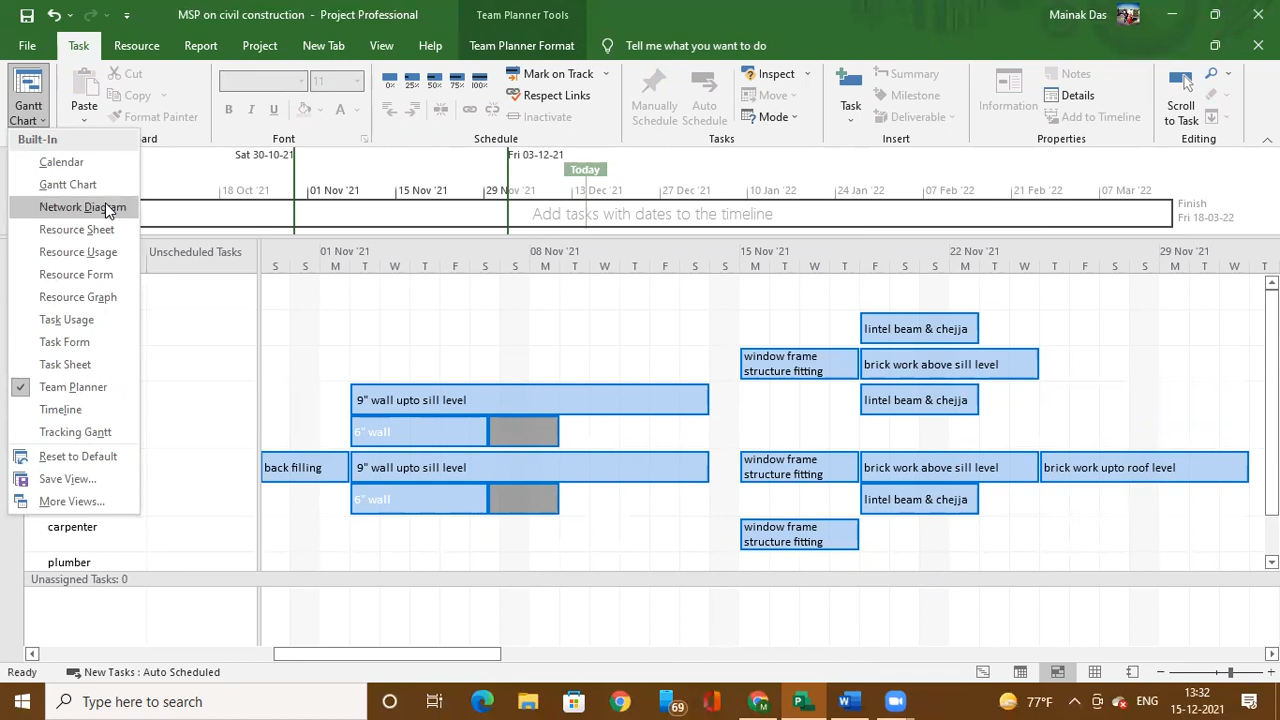 MSP on civil construction - Project Professional
Team Planner Tools
Mainak Das
File Task Resource Report Project New Tab View Help Team Planner Format Tell me what you want to do
Gantt Chart
Paste
Cut
Copy
Format Painter
11
B I U A
0% 25% 50% 75% 100%
Mark on Track
Respect Links
Inactivate
Manually Schedule
Auto Schedule
Inspect
Move
Mode
Task
Summary
Milestone
Deliverable
Information
Notes
Details
Add to Timeline
Scroll to Task
board Font Schedule Tasks Insert Properties Editing
Built-In
Calendar
Gantt Chart
Network Diagram
Resource Sheet
Resource Usage
Resource Form
Resource Graph
Task Usage
Task Form
Task Sheet
Team Planner
Timeline
Tracking Gantt
Reset to Default
Save View...
More Views...
Sat 30-10-21 Fri 03-12-21
Today
18 Oct '21 01 Nov '21 15 Nov '21 29 Nov '21 13 Dec '21 27 Dec '21 10 Jan '22 24 Jan '22 07 Feb '22 21 Feb '22 07 Mar '22
Add tasks with dates to the timeline
Finish
Fri 18-03-22
Unscheduled Tasks
01 Nov '21 08 Nov '21 15 Nov '21 22 Nov '21 29 Nov '21
S S M T W T F S S M T W T F S S M T W T F S S M T W T F S S M T W
lintel beam & chejja
window frame structure fitting
brick work above sill level
9" wall upto sill level
lintel beam & chejja
6" wall
back filling
9" wall upto sill level
window frame structure fitting
brick work above sill level
brick work upto roof level
6" wall
lintel beam & chejja
carpenter
window frame structure fitting
plumber
Unassigned Tasks: 0
Ready New Tasks : Auto Scheduled
Type here to search
69
77°F
ENG
13:32
15-12-2021